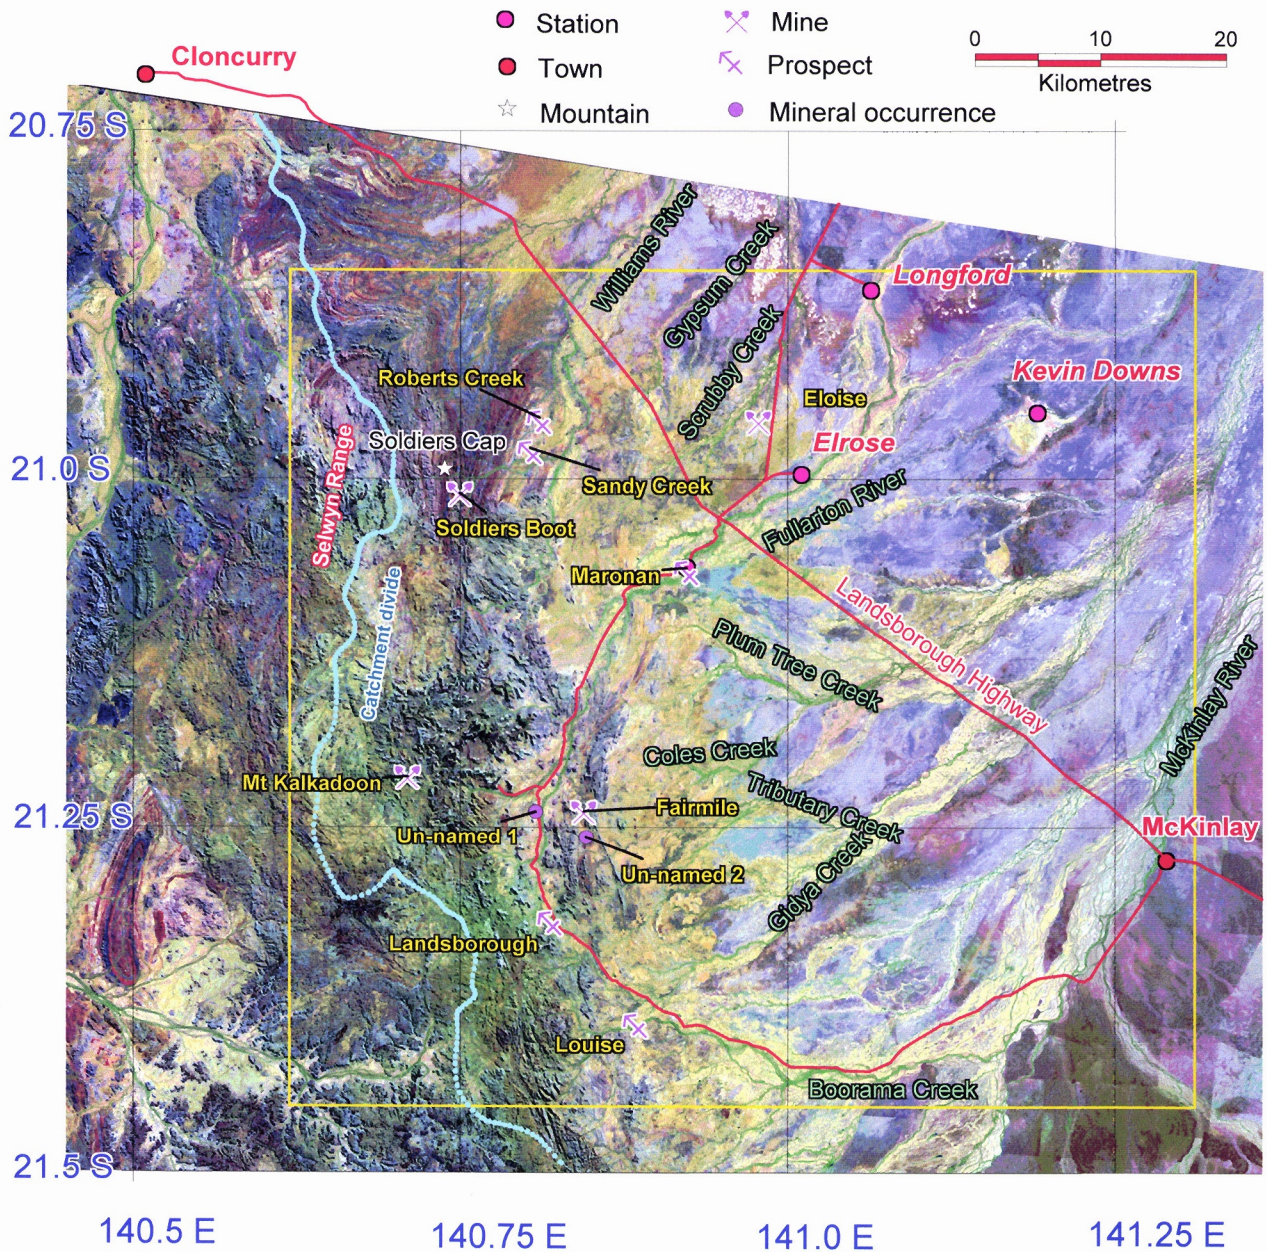 Station
Mine
0 10 20
Cloncurry
Town
Prospect
Kilometres
Mountain
Mineral occurrence
20.75 S
Williams River
Gypsum Creek
Longford
Scrubby Creek
Roberts Creek
Kevin Downs
Eloise
Soldiers Cap
Elrose
21.0 S
Selwyn Range
Sandy Creek
Fullarton River
Soldiers Boot
Maronan
Catchment divide
Landsborough Highway
Plum Tree Creek
McKinlay River
Coles Creek
Mt Kalkadoon
Tributary Creek
Fairmile
21.25 S
Un-named 1
McKinlay
Un-named 2
Gidya Creek
Landsborough
Louise
Boorama Creek
21.5 S
140.5 E
140.75 E
141.0 E
141.25 E